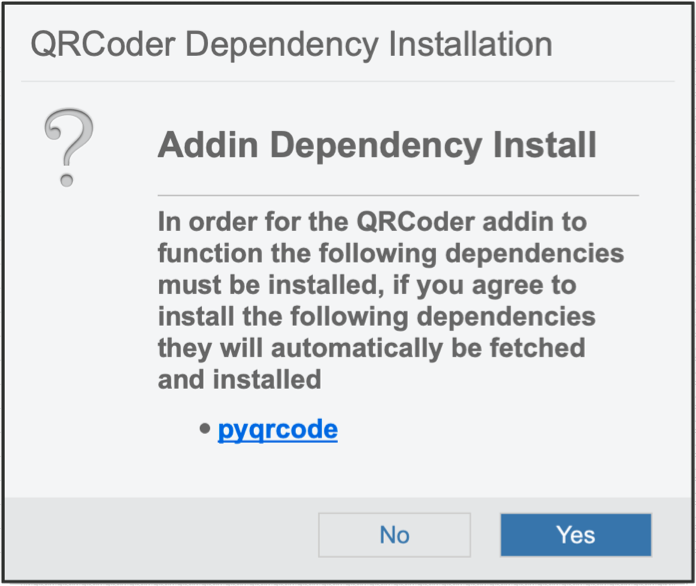 QRCoder Dependency Installation
Addin Dependency Install
In order for the QRCoder addin to
function the following dependencies
must be installed, if you agree to
install the following dependencies
they will automatically be fetched
and installed
• pyqrcode
No
Yes